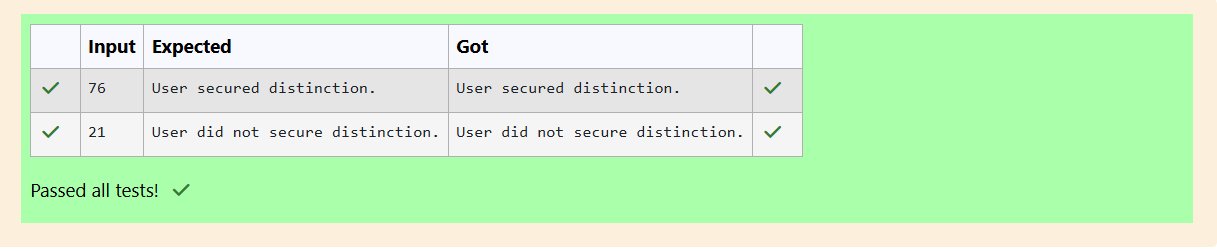 Input Expected Got
76 User secured distinction. User secured distinction.
21 User did not secure distinction. User did not secure distinction.
Passed all tests!